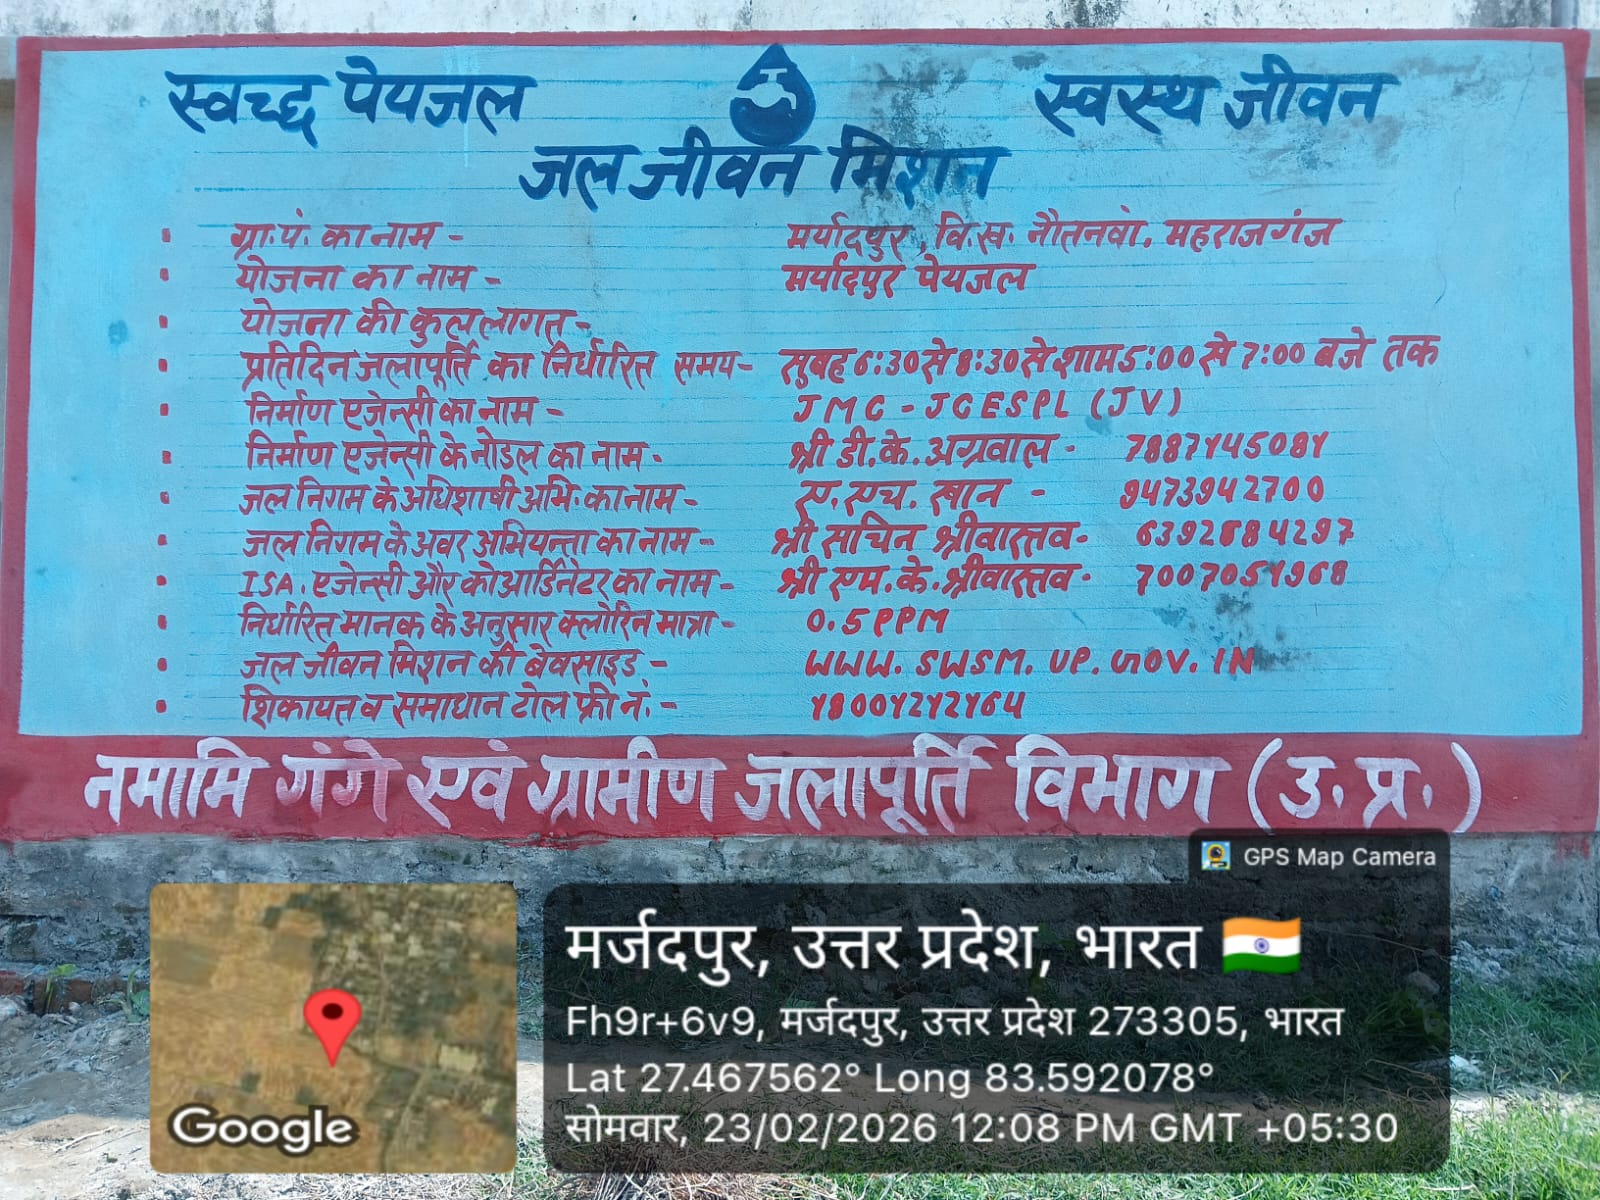 स्वच्छ पेयजल स्वस्थ जीवन
जल जीवन मिशन
ग्रा.पं. का नाम - मर्यादपुर, वि.ख. नौतनवां, महराजगंज
योजना का नाम - मर्यादपुर पेयजल
योजना की कुल लागत -
प्रतिदिन जलापूर्ति का निर्धारित समय - सुबह 6:30 से 8:30 से शाम 5:00 से 7:00 बजे तक
निर्माण एजेन्सी का नाम - JMC - JCESPL (JV)
निर्माण एजेन्सी के नोडल का नाम - श्री डी.के. अग्रवाल - 7887145081
जल निगम के अधिशाषी अभि. का नाम - ए. एच. खान - 9473942700
जल निगम के अवर अभियन्ता का नाम - श्री सचिन श्रीवास्तव - 6392884297
ISA. एजेन्सी और कोआर्डिनेटर का नाम - श्री एम. के. श्रीवास्तव - 7007051968
निर्धारित मानक के अनुसार क्लोरिन मात्रा - 0.5 PPM
जल जीवन मिशन की बेवसाइड - WWW. SWSM. UP. GOV. IN
शिकायत व समाधान टोल फ्री नं. - 18001212164
नमामि गंगे एवं ग्रामीण जलापूर्ति विभाग (उ. प्र.)
GPS Map Camera
मर्जदपुर, उत्तर प्रदेश, भारत
Fh9r+6v9, मर्जदपुर, उत्तर प्रदेश 273305, भारत
Lat 27.467562° Long 83.592078°
सोमवार, 23/02/2026 12:08 PM GMT +05:30
Google